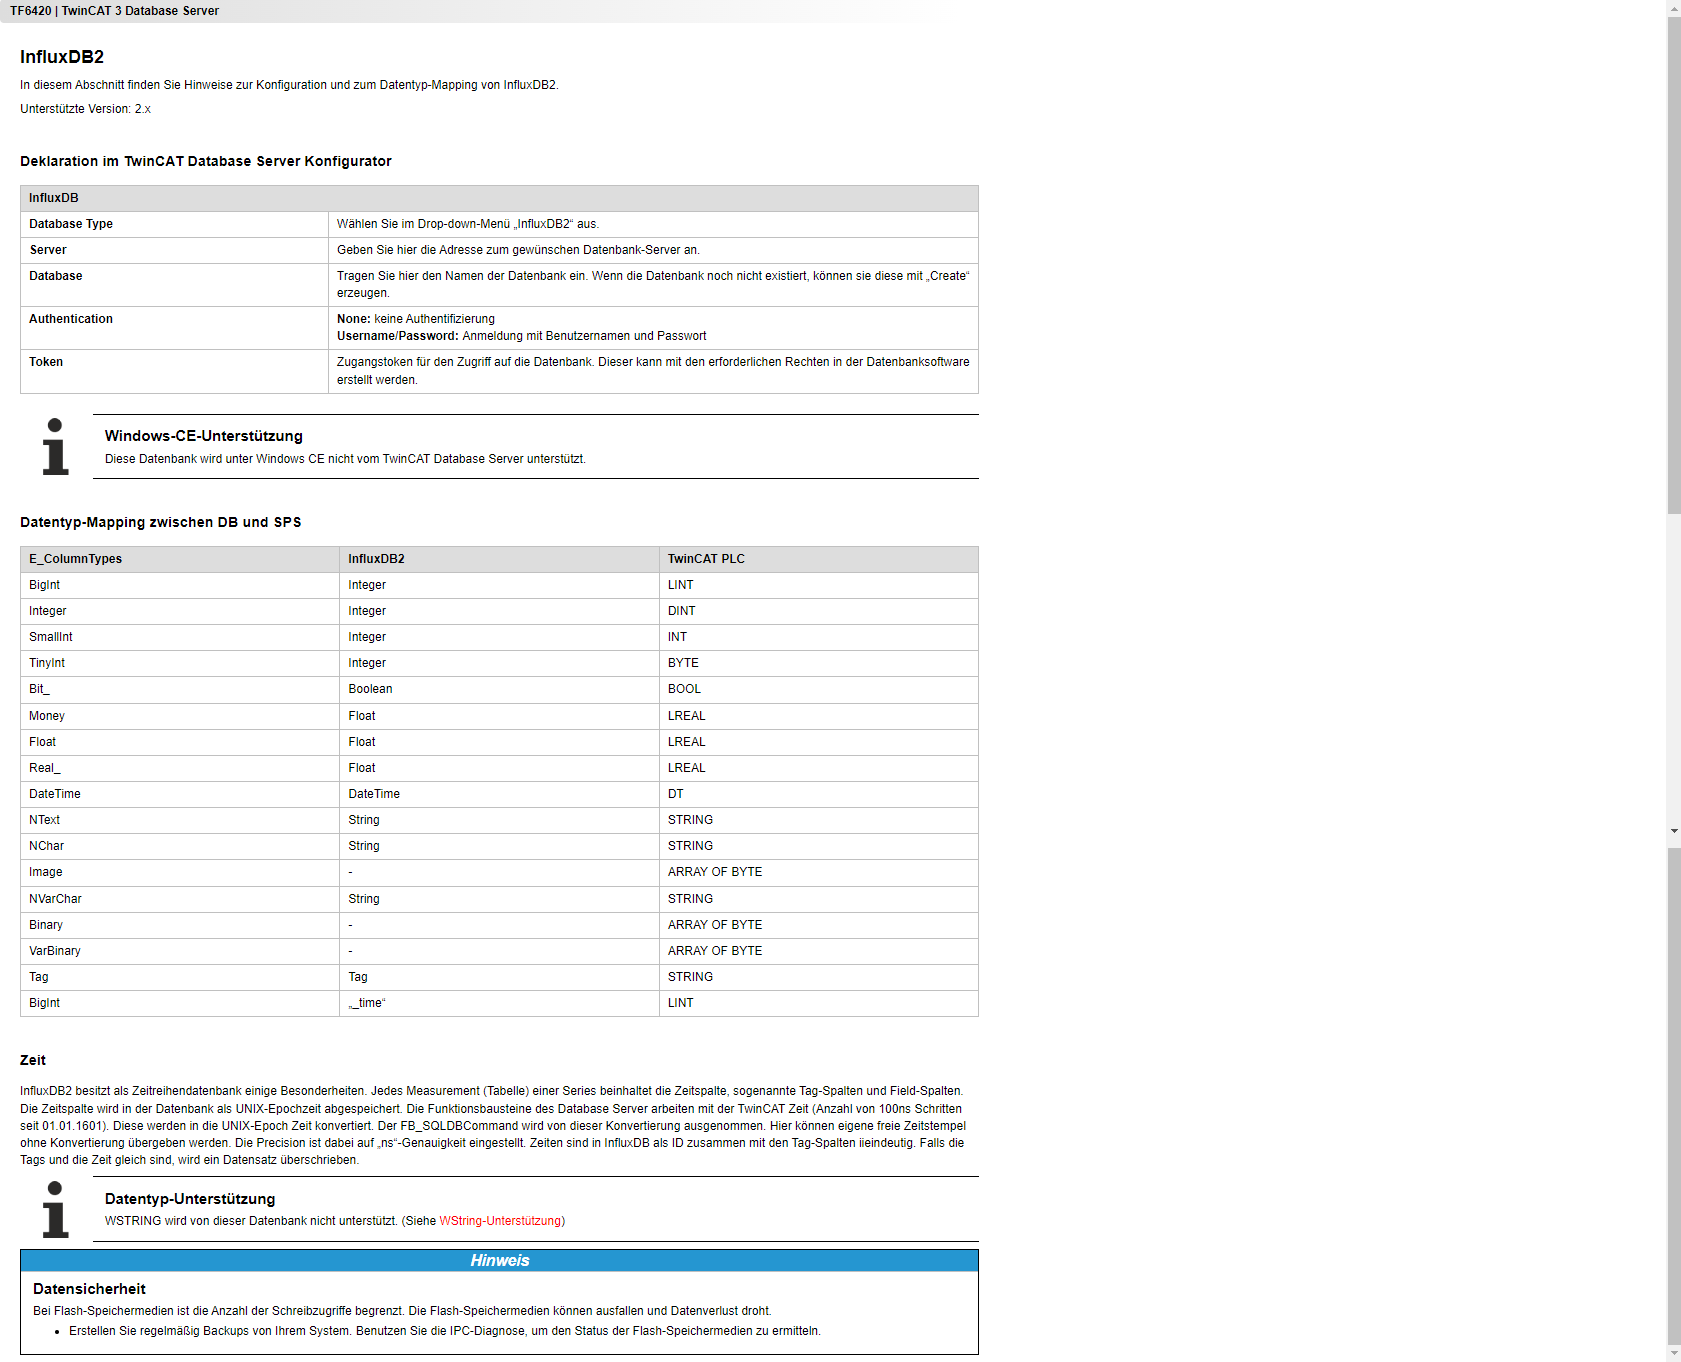 TF6420 | TwinCAT 3 Database Server
InfluxDB2
In diesem Abschnitt finden Sie Hinweise zur Konfiguration und zum Datentyp-Mapping von InfluxDB2.
Unterstützte Version: 2.x
Deklaration im TwinCAT Database Server Konfigurator
InfluxDB
Database Type Wählen Sie im Drop-down-Menü „InfluxDB2“ aus.
Server Geben Sie hier die Adresse zum gewünschen Datenbank-Server an.
Database Tragen Sie hier den Namen der Datenbank ein. Wenn die Datenbank noch nicht existiert, können sie diese mit „Create“
erzeugen.
Authentication None: keine Authentifizierung
Username/Password: Anmeldung mit Benutzernamen und Passwort
Token Zugangstoken für den Zugriff auf die Datenbank. Dieser kann mit den erforderlichen Rechten in der Datenbanksoftware
erstellt werden.
Windows-CE-Unterstützung
Diese Datenbank wird unter Windows CE nicht vom TwinCAT Database Server unterstützt.
Datentyp-Mapping zwischen DB und SPS
E_ColumnTypes InfluxDB2 TwinCAT PLC
BigInt Integer LINT
Integer Integer DINT
SmallInt Integer INT
TinyInt Integer BYTE
Bit_ Boolean BOOL
Money Float LREAL
Float Float LREAL
Real_ Float LREAL
DateTime DateTime DT
NText String STRING
NChar String STRING
Image - ARRAY OF BYTE
NVarChar String STRING
Binary - ARRAY OF BYTE
VarBinary - ARRAY OF BYTE
Tag Tag STRING
BigInt „_time“ LINT
Zeit
InfluxDB2 besitzt als Zeitreihendatenbank einige Besonderheiten. Jedes Measurement (Tabelle) einer Series beinhaltet die Zeitspalte, sogenannte Tag-Spalten und Field-Spalten.
Die Zeitspalte wird in der Datenbank als UNIX-Epochzeit abgespeichert. Die Funktionsbausteine des Database Server arbeiten mit der TwinCAT Zeit (Anzahl von 100ns Schritten
seit 01.01.1601). Diese werden in die UNIX-Epoch Zeit konvertiert. Der FB_SQLDBCommand wird von dieser Konvertierung ausgenommen. Hier können eigene freie Zeitstempel
ohne Konvertierung übergeben werden. Die Precision ist dabei auf „ns“-Genauigkeit eingestellt. Zeiten sind in InfluxDB als ID zusammen mit den Tag-Spalten iieindeutig. Falls die
Tags und die Zeit gleich sind, wird ein Datensatz überschrieben.
Datentyp-Unterstützung
WSTRING wird von dieser Datenbank nicht unterstützt. (Siehe WString-Unterstützung)
Hinweis
Datensicherheit
Bei Flash-Speichermedien ist die Anzahl der Schreibzugriffe begrenzt. Die Flash-Speichermedien können ausfallen und Datenverlust droht.
• Erstellen Sie regelmäßig Backups von Ihrem System. Benutzen Sie die IPC-Diagnose, um den Status der Flash-Speichermedien zu ermitteln.